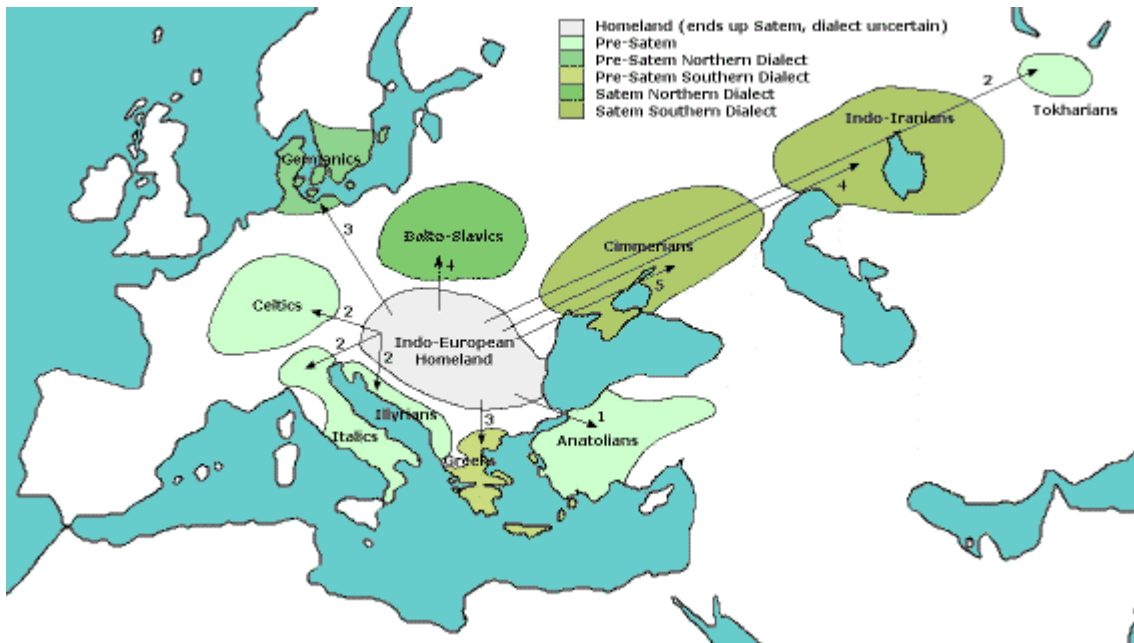 Homeland (ends up Satem, dialect uncertain)
Pre-Satem
Pre-Satem Northern Dialect
Pre-Satem Southern Dialect
Satem Northern Dialect
Satem Southern Dialect
2
Tokharians
Indo-Iranians
4
Germanics
3
Balto-Slavics
4
Cimmerians
5
Celtics
2
Indo-European
Homeland
2
2
Illyrians
Italics
3
Greeks
1
Anatolians